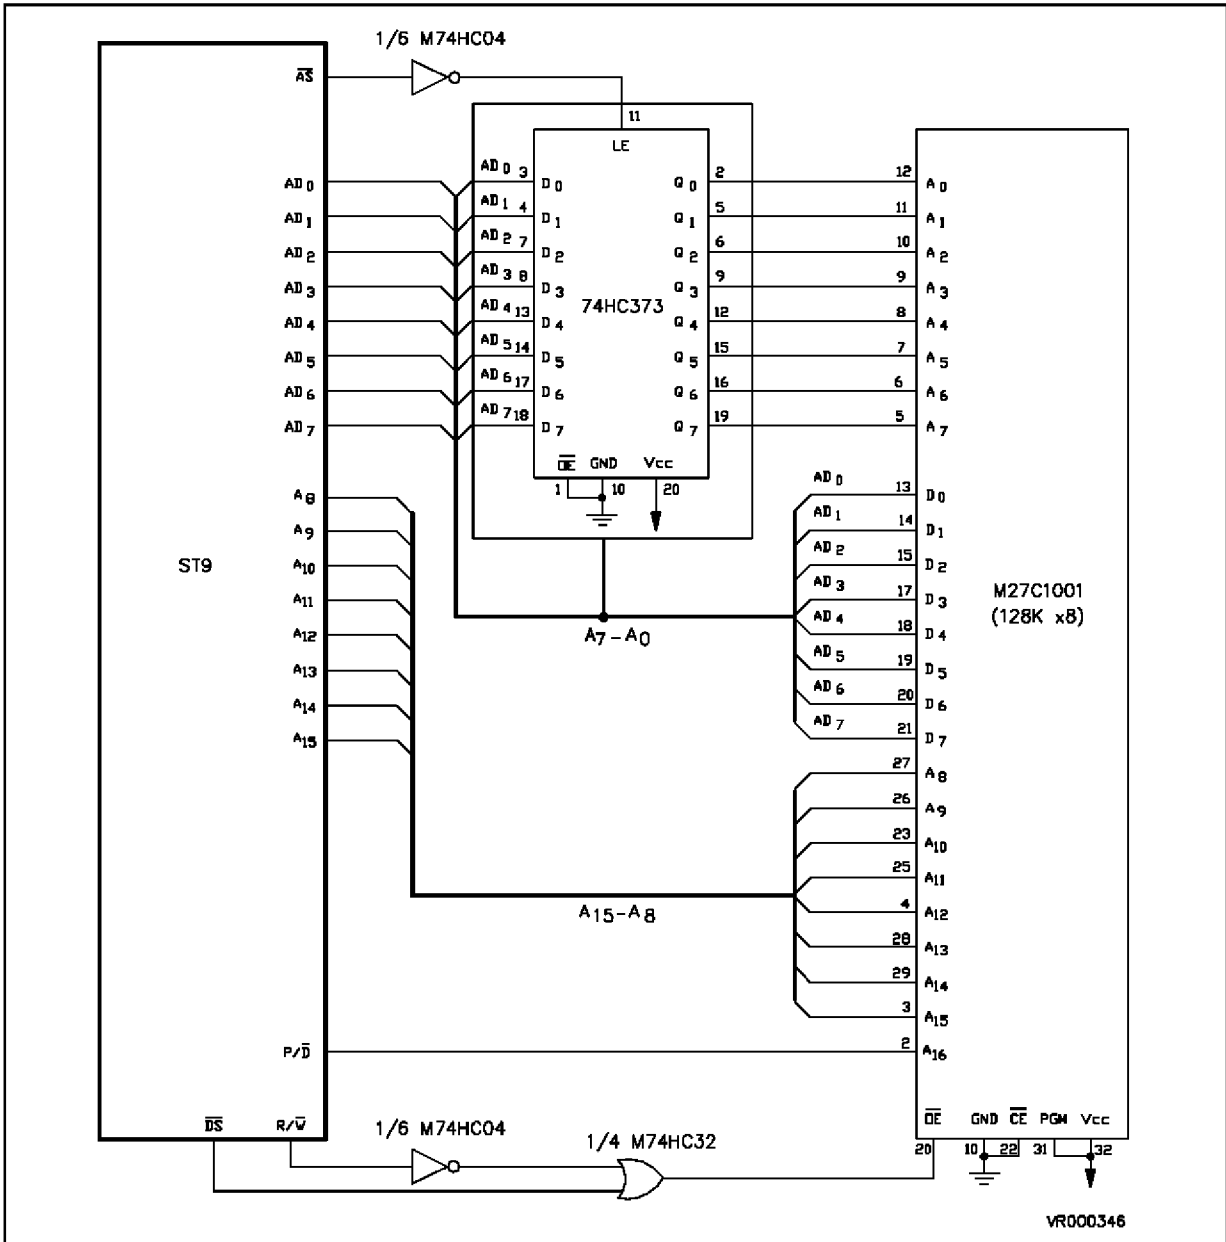 1/6 M74HC04
A̅S̅
11
LE
AD0 AD0 3 D0 Q0 2 12 A0
AD1 AD1 4 D1 Q1 5 11 A1
AD2 AD2 7 D2 Q2 6 10 A2
AD3 AD3 8 D3 Q3 9 9 A3
74HC373
AD4 AD4 13 D4 Q4 12 8 A4
AD5 AD5 14 D5 Q5 15 7 A5
AD6 AD6 17 D6 Q6 16 6 A6
AD7 AD7 18 D7 Q7 19 5 A7
O̅E̅ GND Vcc
1 10 20
A8
A9
A10
A11
A12
A13
A14
A15
ST9
AD0 13 D0
AD1 14 D1
AD2 15 D2
AD3 17 D3
AD4 18 D4
AD5 19 D5
AD6 20 D6
AD7 21 D7
M27C1001
(128K x8)
A7-A0
27 A8
26 A9
23 A10
25 A11
4 A12
28 A13
29 A14
3 A15
A15-A8
P/D̅ 2 A16
D̅S̅ R/W̅
1/6 M74HC04
1/4 M74HC32
O̅E̅ GND C̅E̅ PGM Vcc
20 10 22 31 32
VR000346